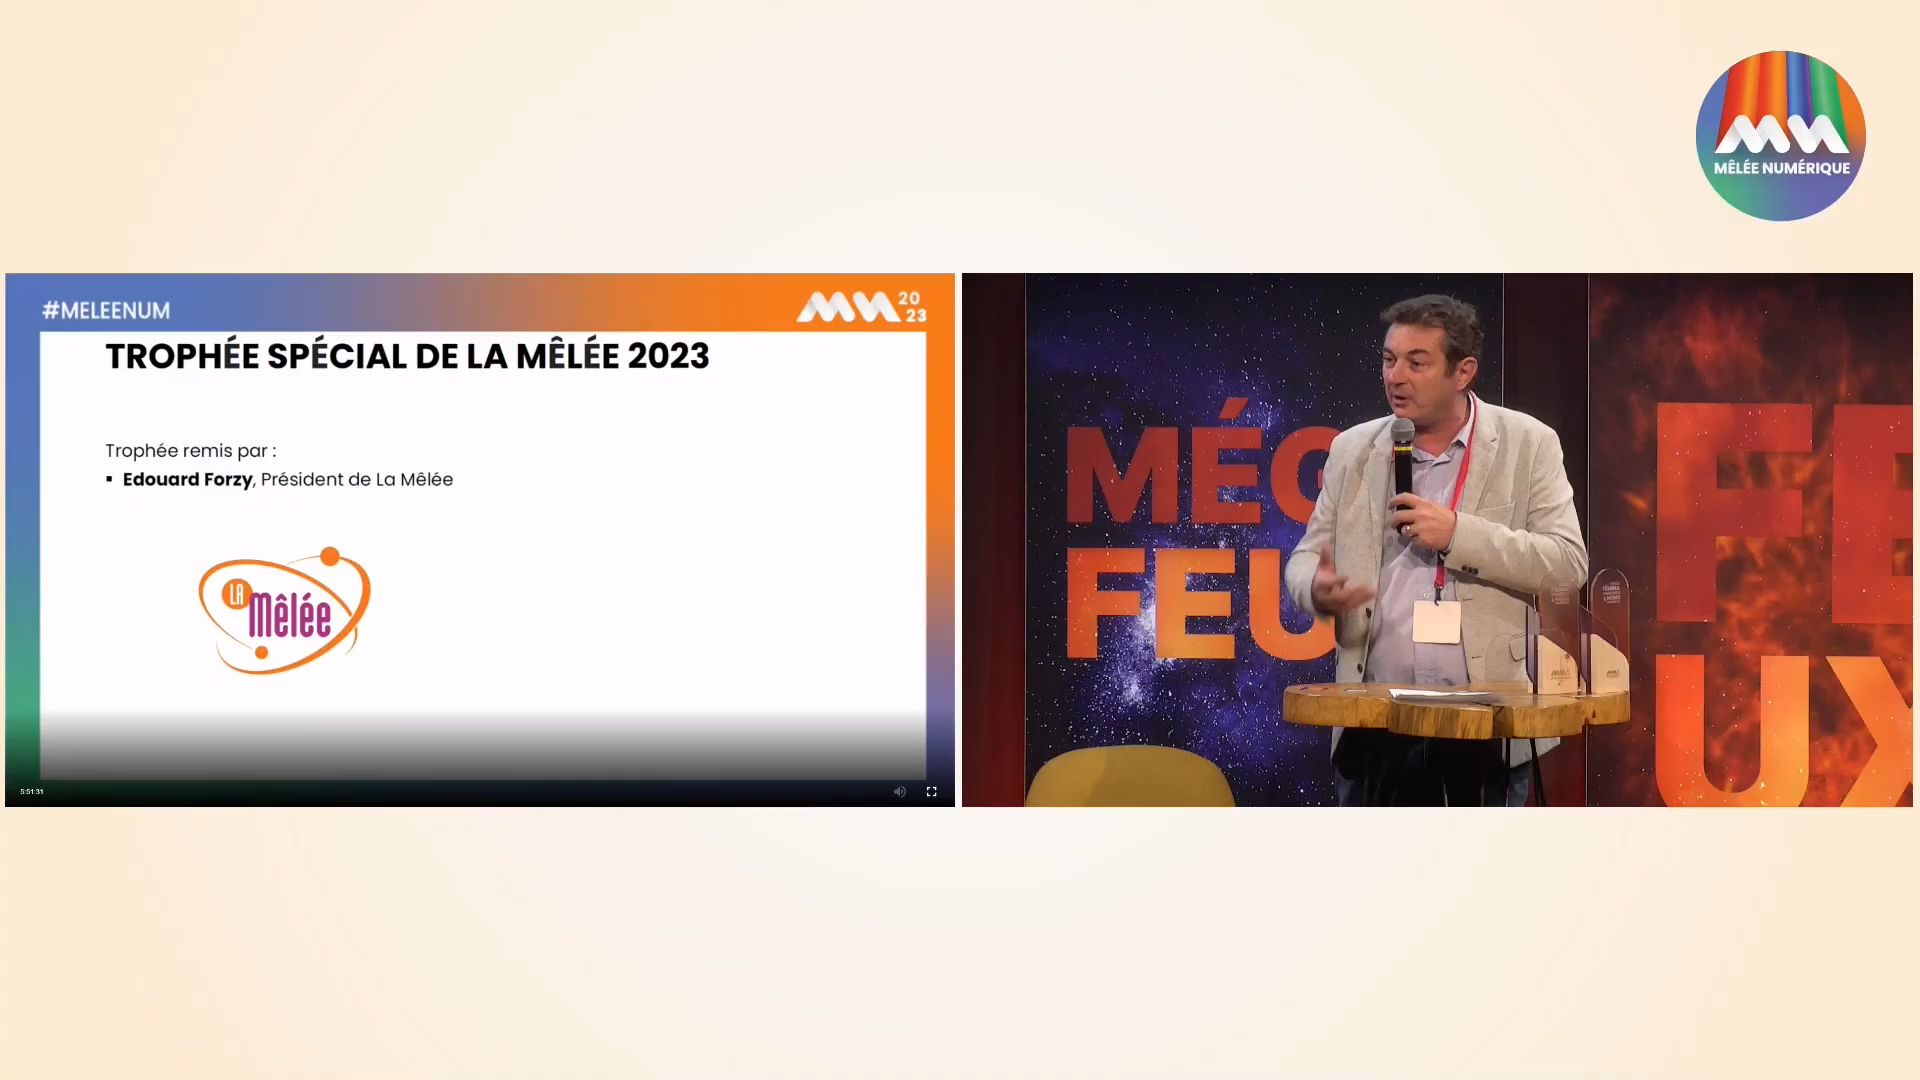 MÊLÉE NUMÉRIQUE
#MELEENUM
20
23
TROPHÉE SPÉCIAL DE LA MÊLÉE 2023
Trophée remis par :
▪ Edouard Forzy, Président de La Mêlée
LA
Mêlée
5:51:31
MÉG
FEU
FE
UX